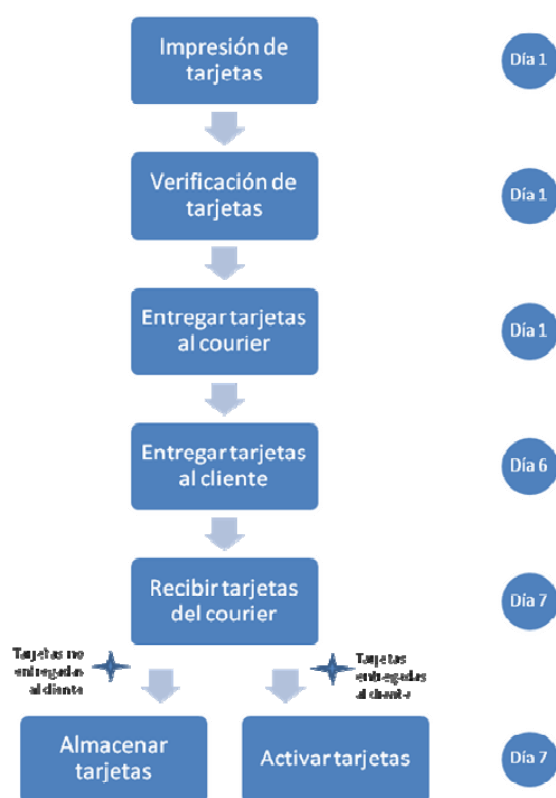 Impresión de
tarjetas
Día 1
Verificación de
tarjetas
Día 1
Entregar tarjetas
al courier
Día 1
Entregar tarjetas
al cliente
Día 6
Recibir tarjetas
del courier
Día 7
Tarjetas no
entregadas
al cliente
Tarjetas
entregadas
al cliente
Almacenar
tarjetas
Activar tarjetas
Día 7